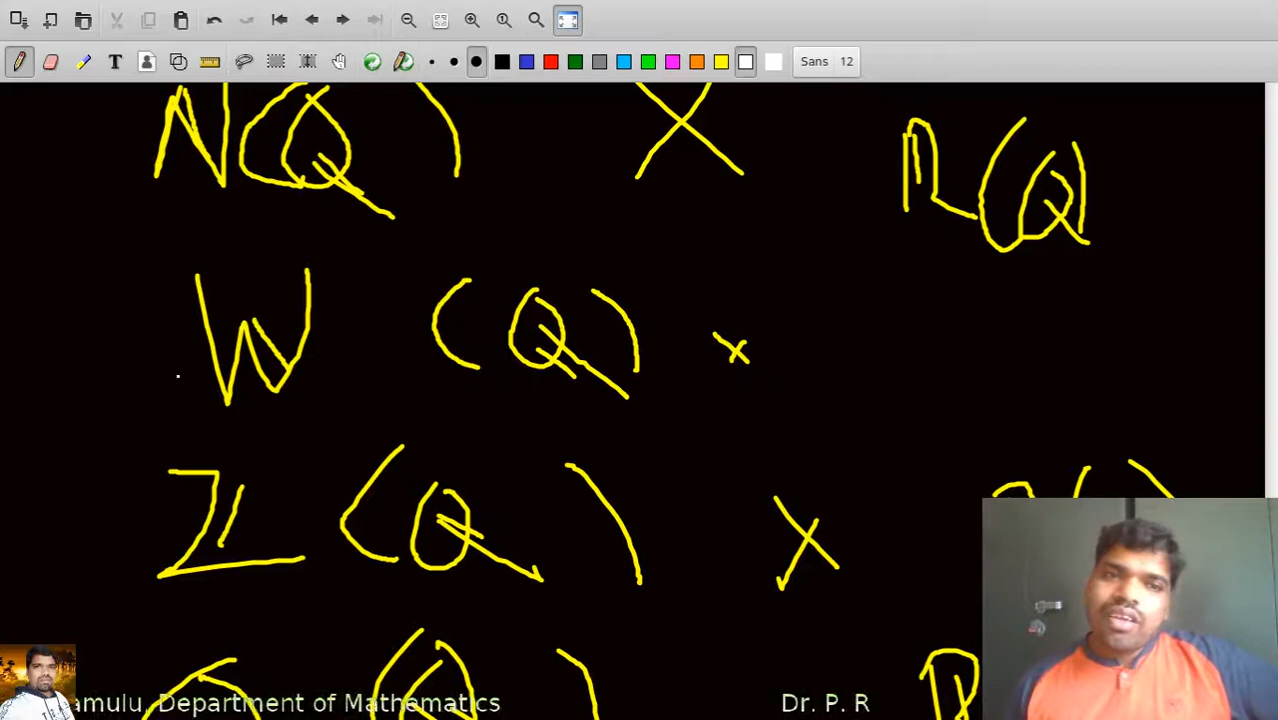 Sans 12
N(Q) X
R(Q)
W (Q) x
Z (Q) X
amulu, Department of Mathematics Dr. P. R